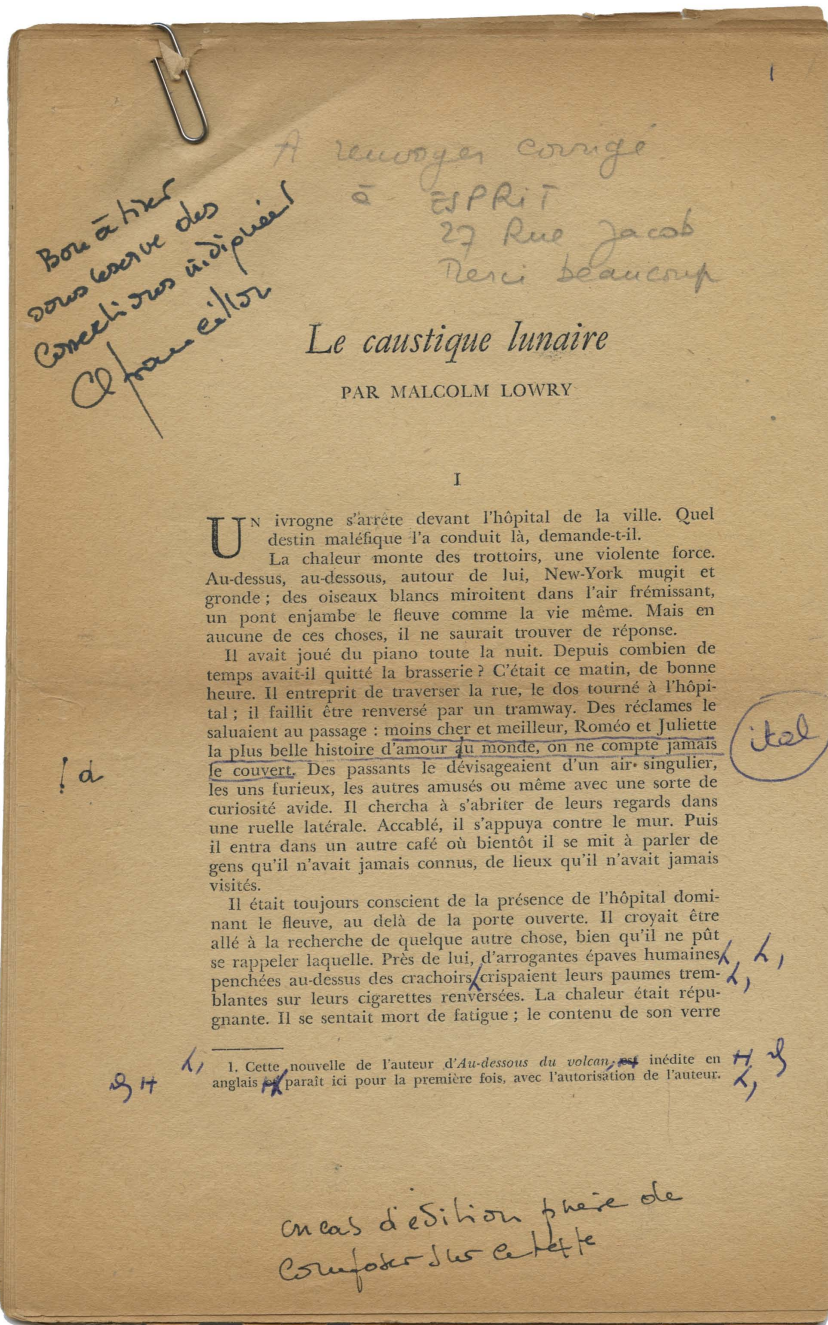 1
A renvoyer corrigé
à ESPRIT
27 Rue Jacob
Merci beaucoup
Bon à tirer
sous réserve des
Corrections indiquées
Cl francillon
Le caustique lunaire
PAR MALCOLM LOWRY
I
UN ivrogne s'arrête devant l'hôpital de la ville. Quel
destin maléfique l'a conduit là, demande-t-il.
La chaleur monte des trottoirs, une violente force.
Au-dessus, au-dessous, autour de lui, New-York mugit et
gronde ; des oiseaux blancs miroitent dans l'air frémissant,
un pont enjambe le fleuve comme la vie même. Mais en
aucune de ces choses, il ne saurait trouver de réponse.
Il avait joué du piano toute la nuit. Depuis combien de
temps avait-il quitté la brasserie ? C'était ce matin, de bonne
heure. Il entreprit de traverser la rue, le dos tourné à l'hôpi-
tal ; il faillit être renversé par un tramway. Des réclames le
saluaient au passage : moins cher et meilleur, Roméo et Juliette
la plus belle histoire d'amour au monde, on ne compte jamais
le couvert. Des passants le dévisageaient d'un air singulier,
les uns furieux, les autres amusés ou même avec une sorte de
curiosité avide. Il chercha à s'abriter de leurs regards dans
une ruelle latérale. Accablé, il s'appuya contre le mur. Puis
il entra dans un autre café où bientôt il se mit à parler de
gens qu'il n'avait jamais connus, de lieux qu'il n'avait jamais
visités.
Il était toujours conscient de la présence de l'hôpital domi-
nant le fleuve, au delà de la porte ouverte. Il croyait être
allé à la recherche de quelque autre chose, bien qu'il ne pût
se rappeler laquelle. Près de lui, d'arrogantes épaves humaines
penchées au-dessus des crachoirs crispaient leurs paumes trem-
blantes sur leurs cigarettes renversées. La chaleur était répu-
gnante. Il se sentait mort de fatigue ; le contenu de son verre
ital
d
1. Cette nouvelle de l'auteur d'Au-dessous du volcan, est inédite en
anglais et paraît ici pour la première fois, avec l'autorisation de l'auteur.
en cas d'édition prière de
Composer sur ce texte